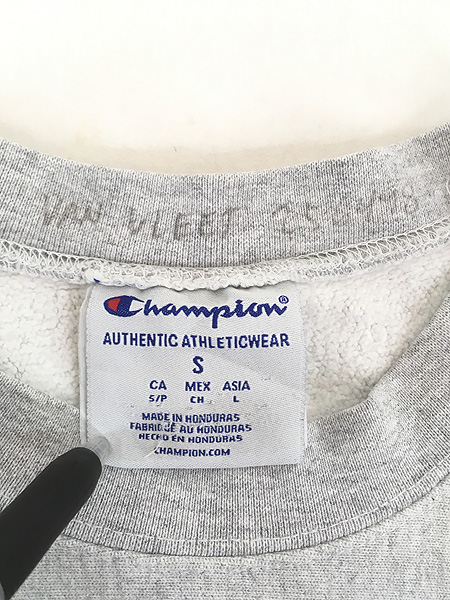 VAN VLEET
Champion®
AUTHENTIC ATHLETICWEAR
S
CA MEX ASIA
S/P CH L
MADE IN HONDURAS
FABRIQUÉ AU HONDURAS
HECHO EN HONDURAS
CHAMPION.COM